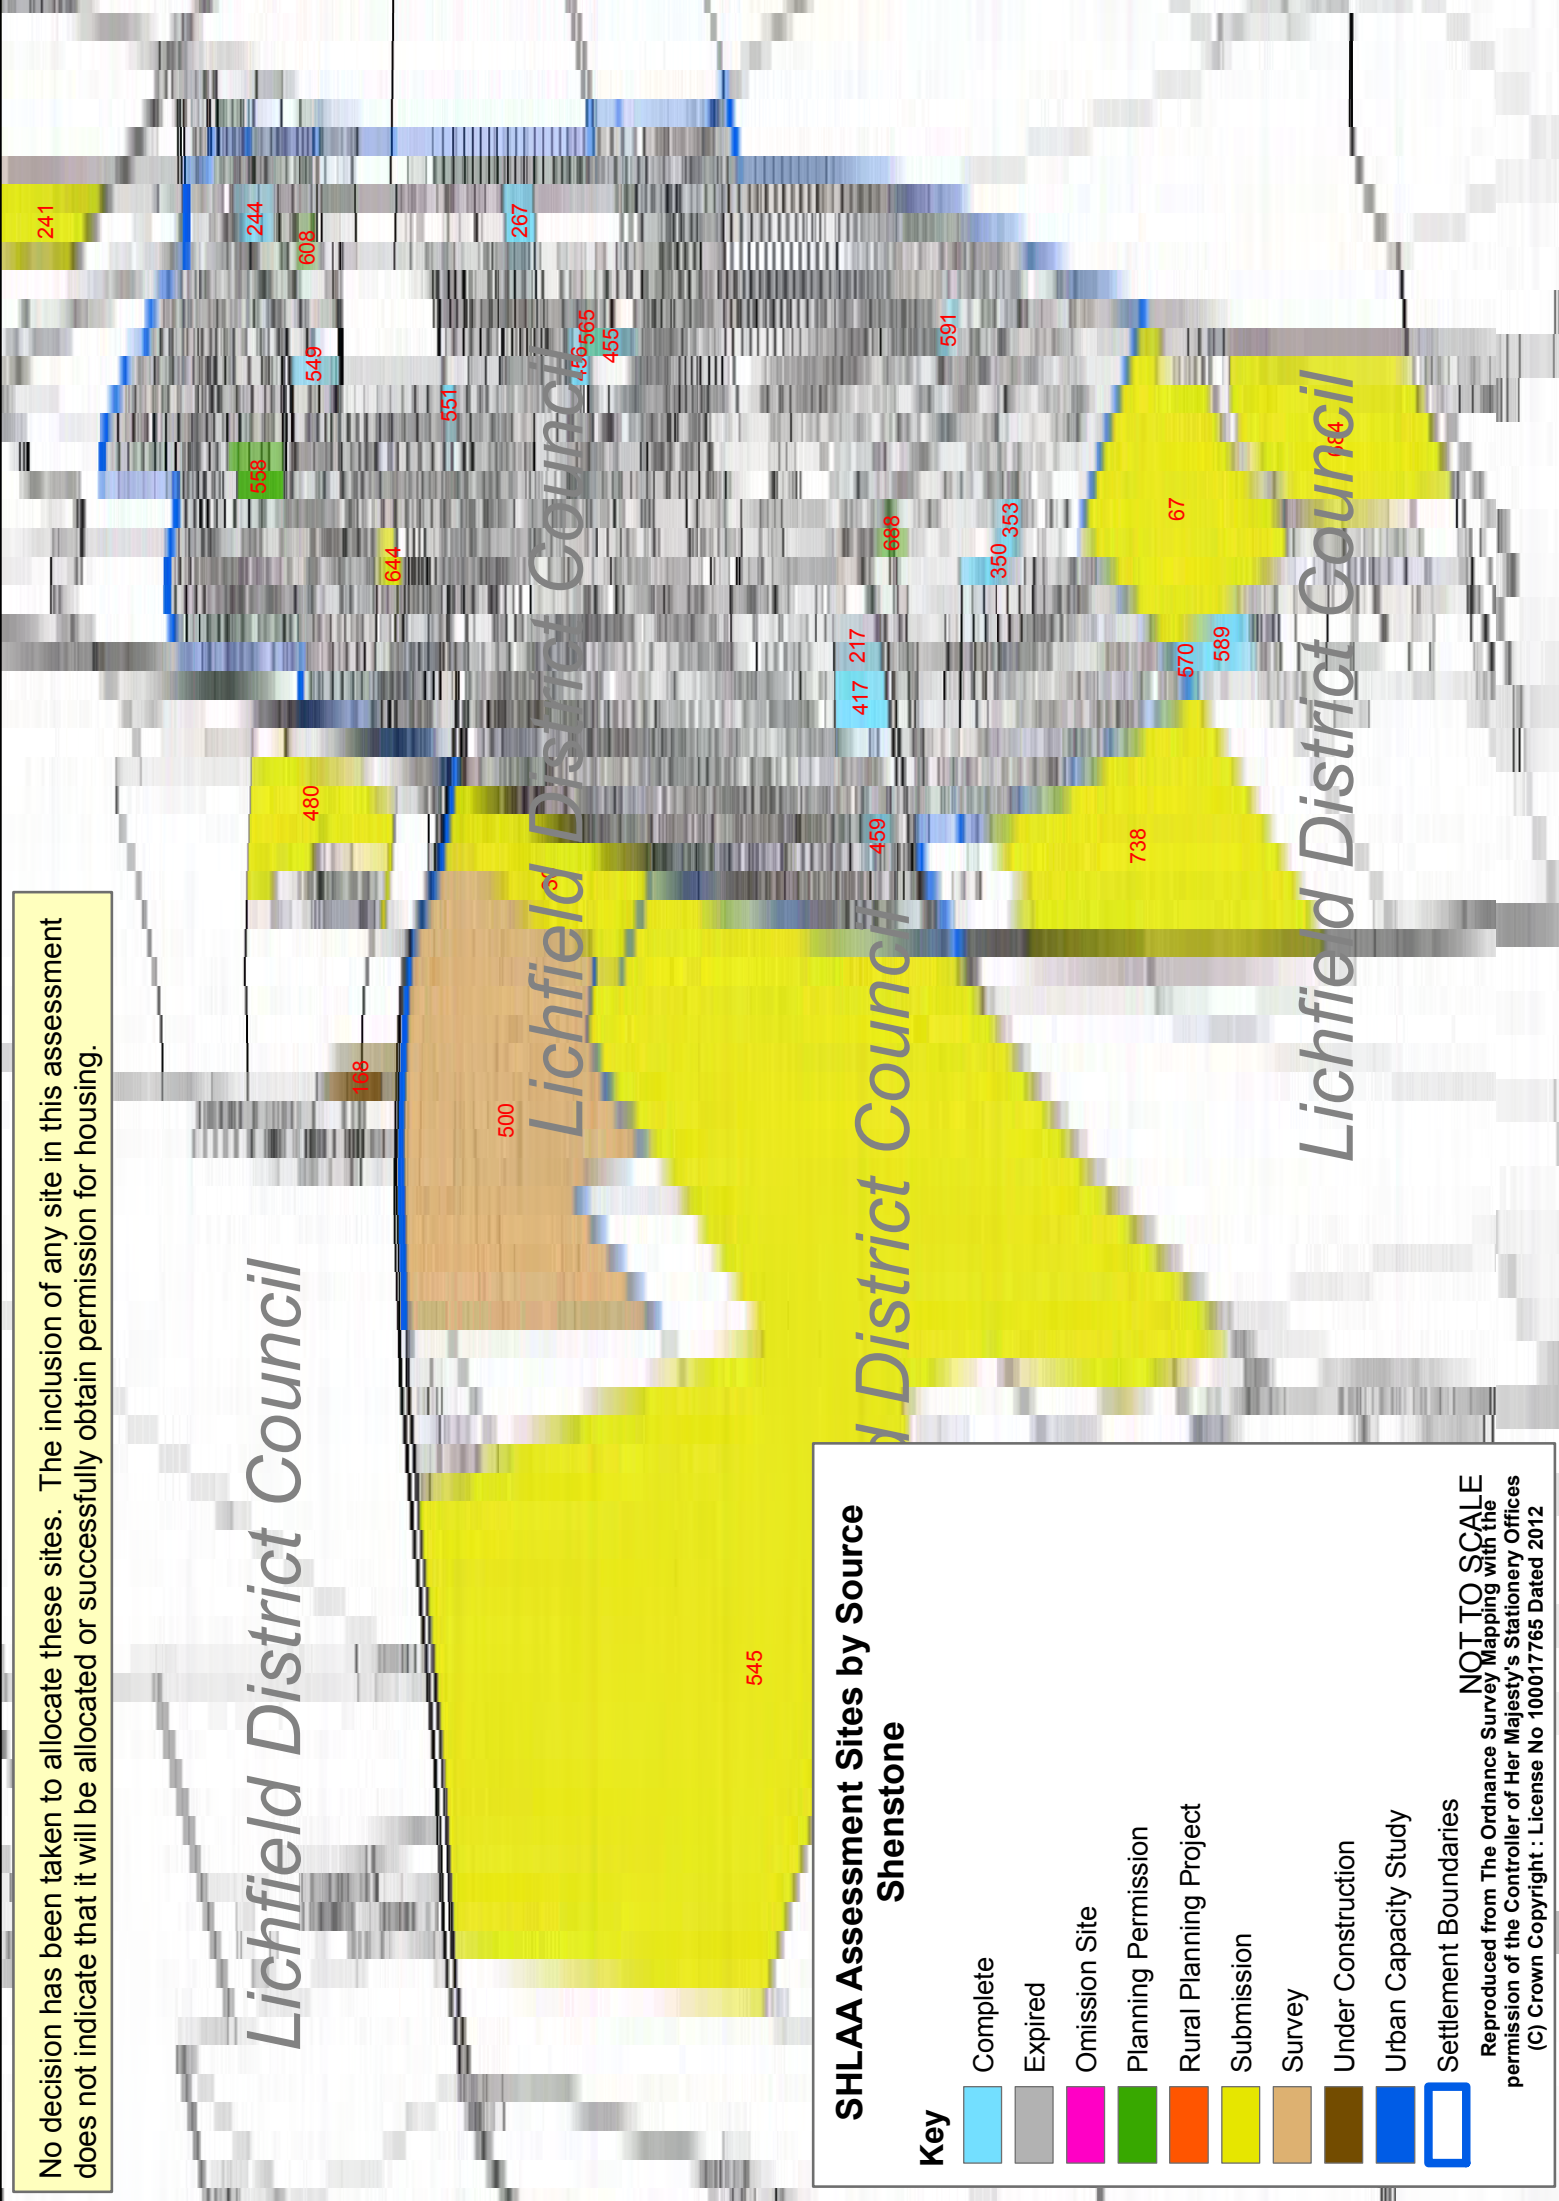 No decision has been taken to allocate these sites. The inclusion of any site in this assessment
does not indicate that it will be allocated or successfully obtain permission for housing.
Lichfield District Council
Lichfield District Council
District Council
Lichfield District Council
241
244
608
267
549
565
456
455
551
591
558
644
688
353
350
684
67
217
417
570
589
480
459
738
168
500
545
SHLAA Assessment Sites by Source
Shenstone
Key
Complete
Expired
Omission Site
Planning Permission
Rural Planning Project
Submission
Survey
Under Construction
Urban Capacity Study
Settlement Boundaries
NOT TO SCALE
Reproduced from The Ordnance Survey Mapping with the
permission of the Controller of Her Majesty's Stationery Offices
(C) Crown Copyright : License No 100017765 Dated 2012